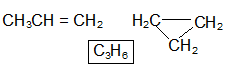 CH₃CH = CH₂
H₂C CH₂
CH₂
C₃H₆